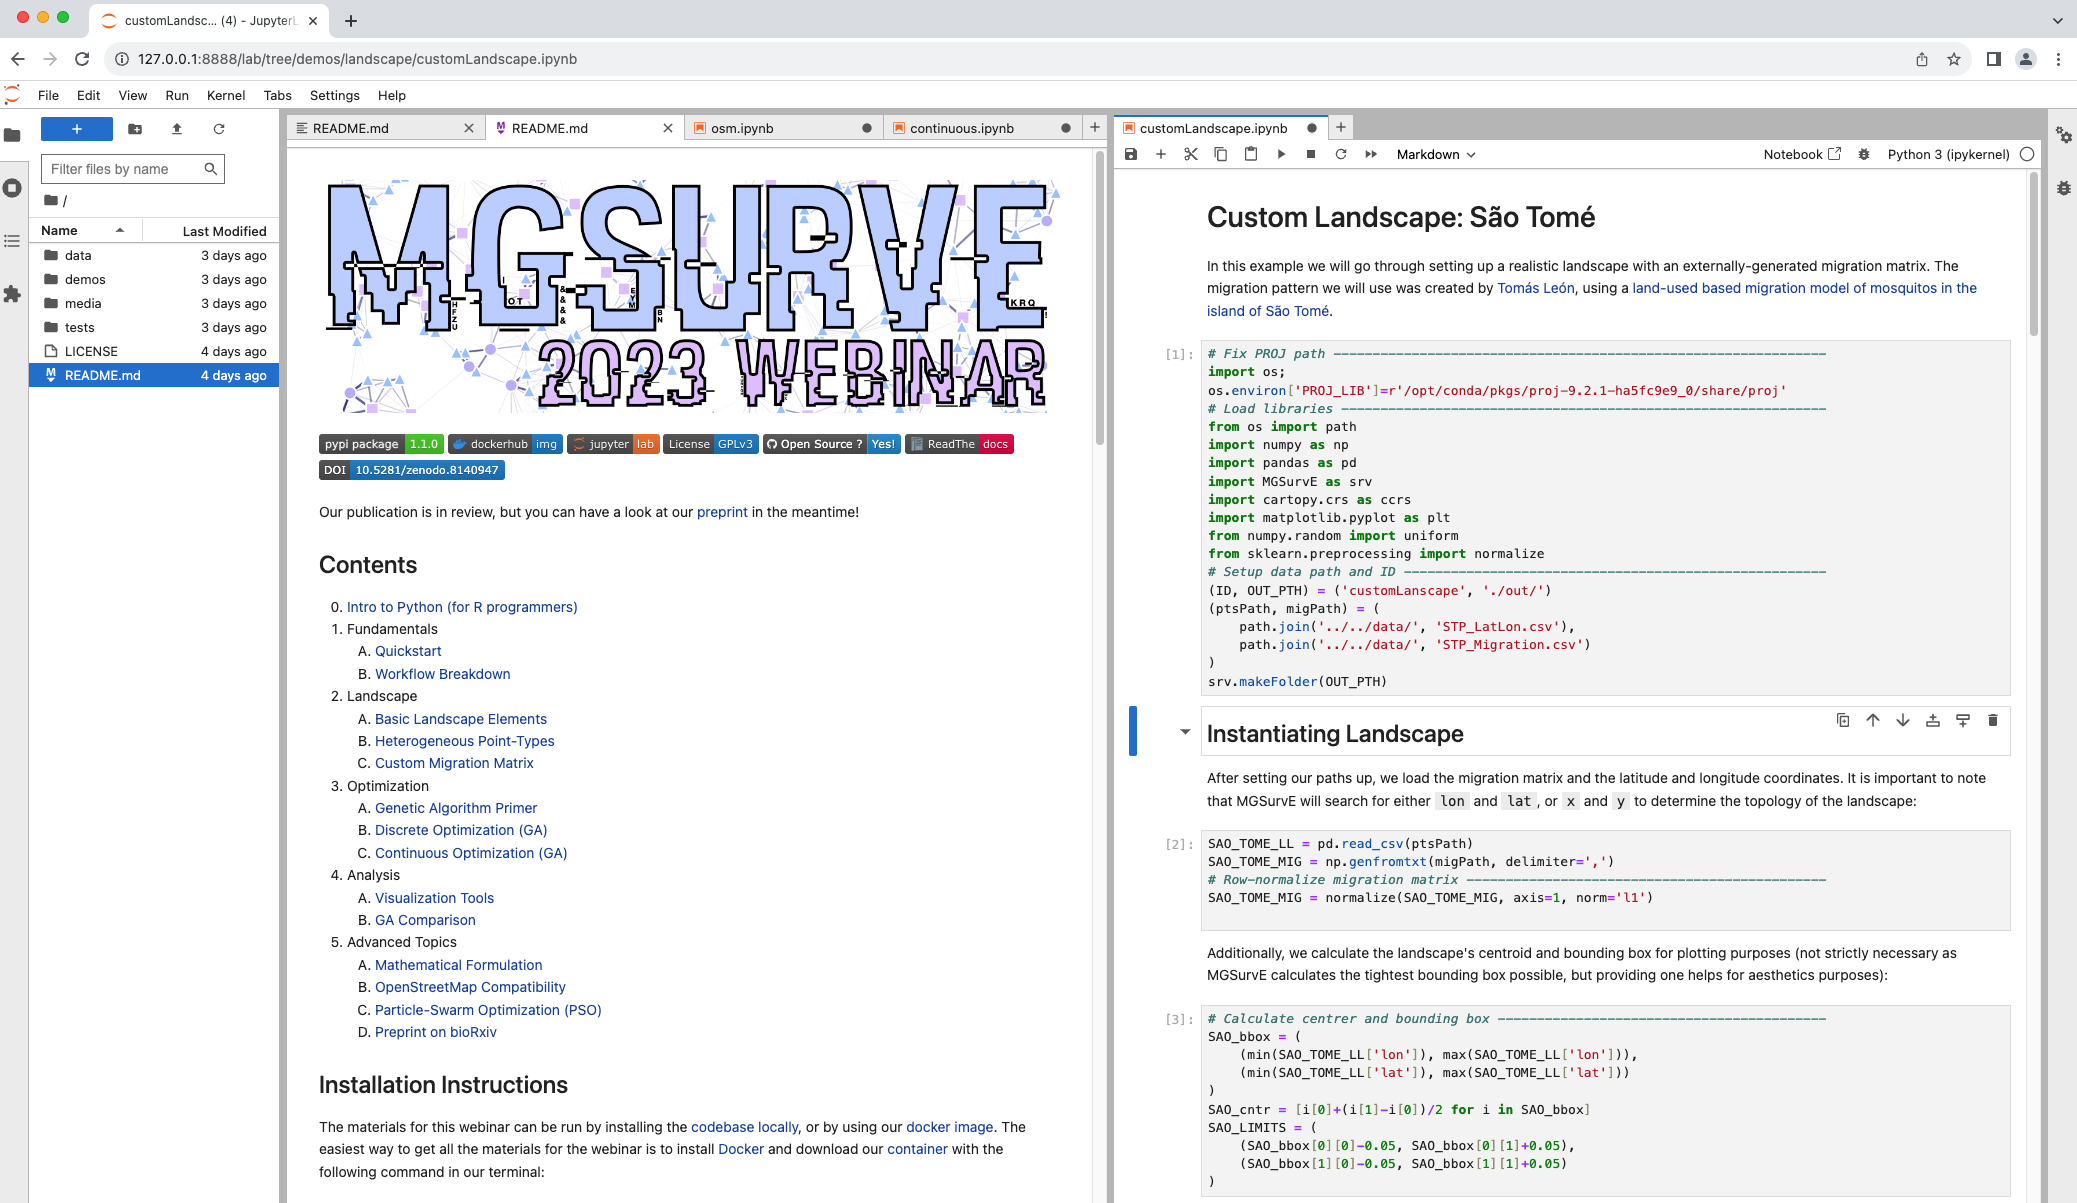 customLandsc... (4) - JupyterL
127.0.0.1:8888/lab/tree/demos/landscape/customLandscape.ipynb
File Edit View Run Kernel Tabs Settings Help
Filter files by name
/
Name Last Modified
data 3 days ago
demos 3 days ago
media 3 days ago
tests 3 days ago
LICENSE 4 days ago
README.md 4 days ago
README.md
README.md
osm.ipynb
continuous.ipynb
MGSURVE
2023 WEBINAR
pypi package 1.1.0 dockerhub img jupyter lab License GPLv3 Open Source ? Yes! ReadThe docs
DOI 10.5281/zenodo.8140947
Our publication is in review, but you can have a look at our preprint in the meantime!
Contents
0. Intro to Python (for R programmers)
1. Fundamentals
A. Quickstart
B. Workflow Breakdown
2. Landscape
A. Basic Landscape Elements
B. Heterogeneous Point-Types
C. Custom Migration Matrix
3. Optimization
A. Genetic Algorithm Primer
B. Discrete Optimization (GA)
C. Continuous Optimization (GA)
4. Analysis
A. Visualization Tools
B. GA Comparison
5. Advanced Topics
A. Mathematical Formulation
B. OpenStreetMap Compatibility
C. Particle-Swarm Optimization (PSO)
D. Preprint on bioRxiv
Installation Instructions
The materials for this webinar can be run by installing the codebase locally, or by using our docker image. The
easiest way to get all the materials for the webinar is to install Docker and download our container with the
following command in our terminal:
customLandscape.ipynb
Markdown Notebook Python 3 (ipykernel)
Custom Landscape: São Tomé
In this example we will go through setting up a realistic landscape with an externally-generated migration matrix. The
migration pattern we will use was created by Tomás León, using a land-used based migration model of mosquitos in the
island of São Tomé.
[1]:
# Fix PROJ path ---------------------------------------------------------------
import os;
os.environ['PROJ_LIB']=r'/opt/conda/pkgs/proj-9.2.1-ha5fc9e9_0/share/proj'
# Load libraries --------------------------------------------------------------
from os import path
import numpy as np
import pandas as pd
import MGSurvE as srv
import cartopy.crs as ccrs
import matplotlib.pyplot as plt
from numpy.random import uniform
from sklearn.preprocessing import normalize
# Setup data path and ID ------------------------------------------------------
(ID, OUT_PTH) = ('customLanscape', './out/')
(ptsPath, migPath) = (
    path.join('../../data/', 'STP_LatLon.csv'),
    path.join('../../data/', 'STP_Migration.csv')
)
srv.makeFolder(OUT_PTH)
Instantiating Landscape
After setting our paths up, we load the migration matrix and the latitude and longitude coordinates. It is important to note
that MGSurvE will search for either lon and lat, or x and y to determine the topology of the landscape:
[2]:
SAO_TOME_LL = pd.read_csv(ptsPath)
SAO_TOME_MIG = np.genfromtxt(migPath, delimiter=',')
# Row-normalize migration matrix ----------------------------------------------
SAO_TOME_MIG = normalize(SAO_TOME_MIG, axis=1, norm='l1')
Additionally, we calculate the landscape's centroid and bounding box for plotting purposes (not strictly necessary as
MGSurvE calculates the tightest bounding box possible, but providing one helps for aesthetics purposes):
[3]:
# Calculate centrer and bounding box ------------------------------------------
SAO_bbox = (
    (min(SAO_TOME_LL['lon']), max(SAO_TOME_LL['lon'])),
    (min(SAO_TOME_LL['lat']), max(SAO_TOME_LL['lat']))
)
SAO_cntr = [i[0]+(i[1]-i[0])/2 for i in SAO_bbox]
SAO_LIMITS = (
    (SAO_bbox[0][0]-0.05, SAO_bbox[0][1]+0.05),
    (SAO_bbox[1][0]-0.05, SAO_bbox[1][1]+0.05)
)